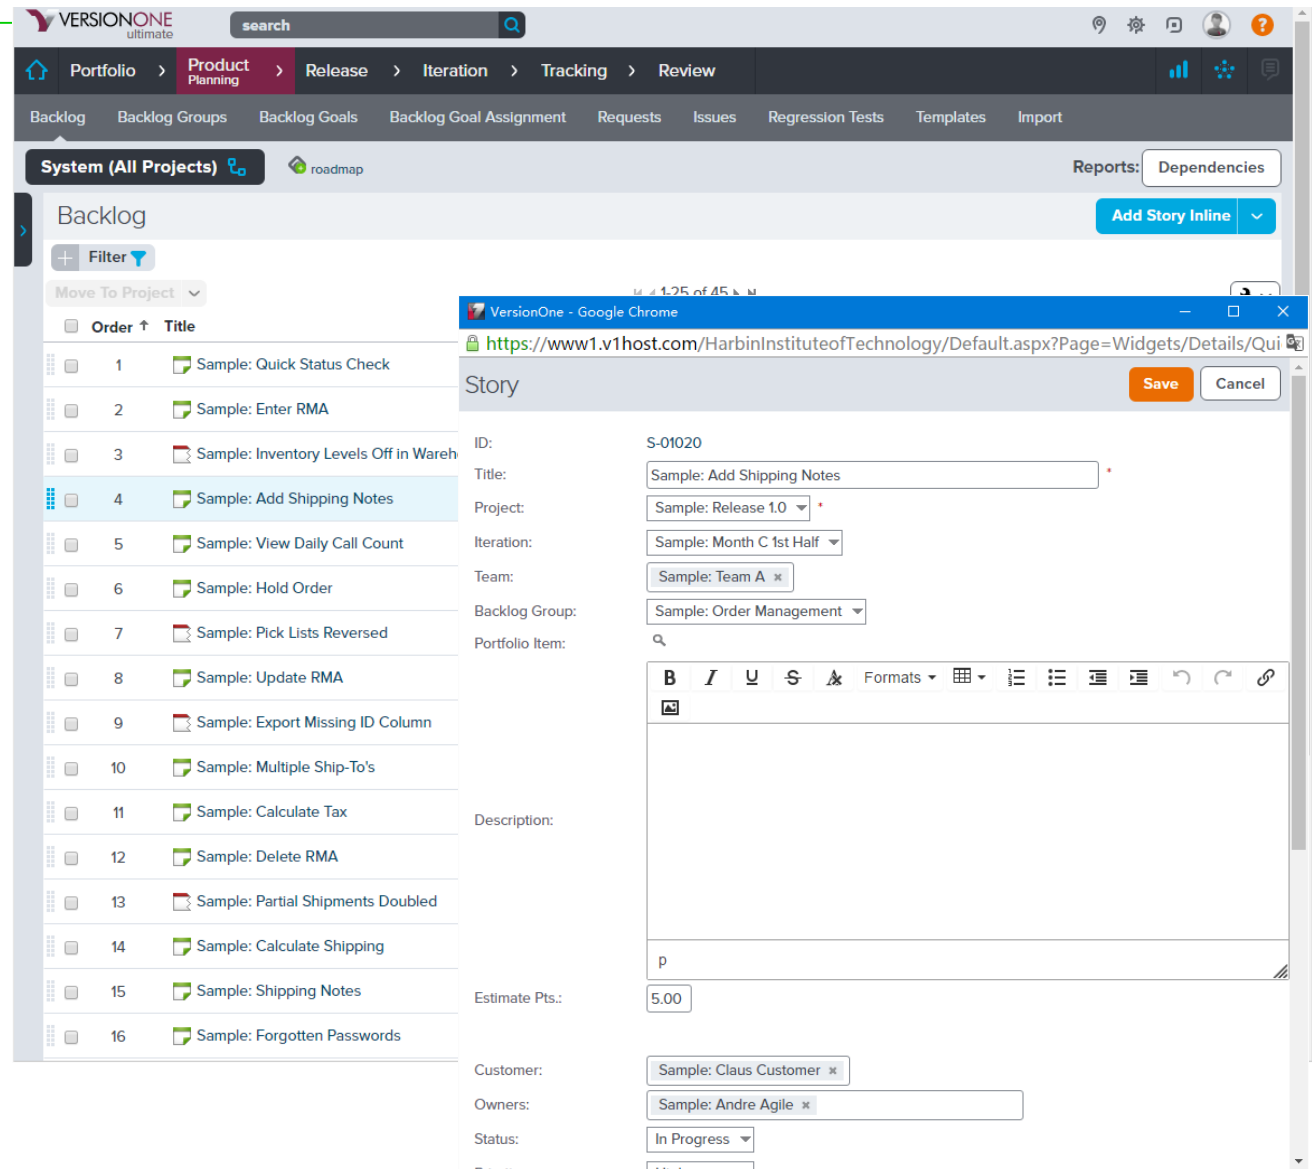 VERSIONONE
ultimate
search
Portfolio
Product
Planning
Release
Iteration
Tracking
Review
Backlog
Backlog Groups
Backlog Goals
Backlog Goal Assignment
Requests
Issues
Regression Tests
Templates
Import
System (All Projects)
roadmap
Reports:
Dependencies
Backlog
Add Story Inline
Filter
Move To Project
1-25 of 45
Order
Title
1 Sample: Quick Status Check
2 Sample: Enter RMA
3 Sample: Inventory Levels Off in Wareh
4 Sample: Add Shipping Notes
5 Sample: View Daily Call Count
6 Sample: Hold Order
7 Sample: Pick Lists Reversed
8 Sample: Update RMA
9 Sample: Export Missing ID Column
10 Sample: Multiple Ship-To's
11 Sample: Calculate Tax
12 Sample: Delete RMA
13 Sample: Partial Shipments Doubled
14 Sample: Calculate Shipping
15 Sample: Shipping Notes
16 Sample: Forgotten Passwords
VersionOne - Google Chrome
https://www1.v1host.com/HarbinInstituteofTechnology/Default.aspx?Page=Widgets/Details/Qui
Story
Save
Cancel
ID: S-01020
Title: Sample: Add Shipping Notes *
Project: Sample: Release 1.0 *
Iteration: Sample: Month C 1st Half
Team: Sample: Team A
Backlog Group: Sample: Order Management
Portfolio Item:
B I U S A Formats
Description:
p
Estimate Pts.: 5.00
Customer: Sample: Claus Customer
Owners: Sample: Andre Agile
Status: In Progress